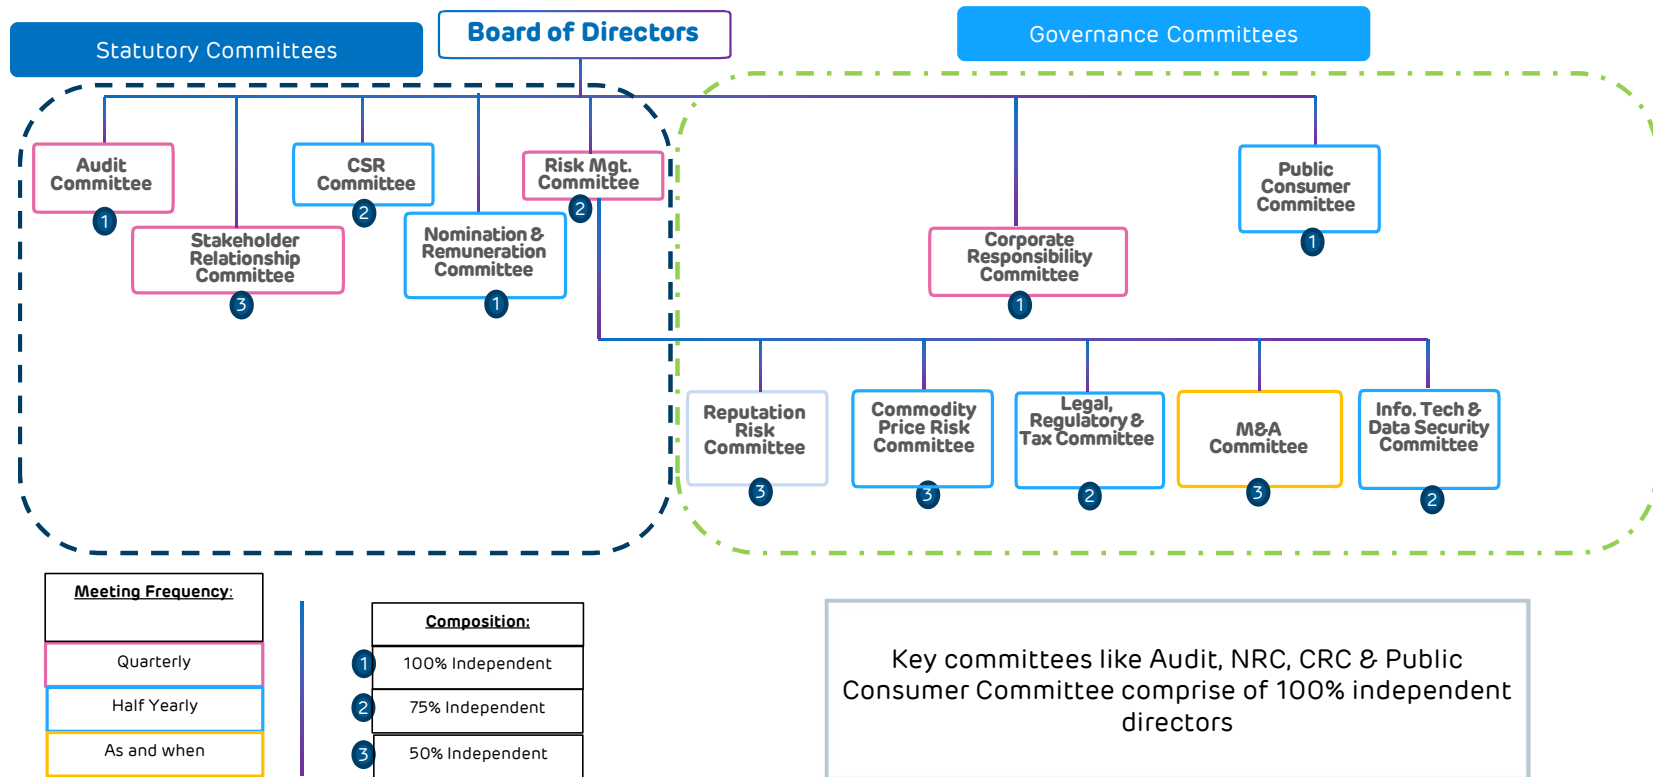 Statutory Committees
Board of Directors
Governance Committees
Audit
Committee
1
Stakeholder
Relationship
Committee
3
CSR
Committee
2
Nomination &
Remuneration
Committee
1
Risk Mgt.
Committee
2
Corporate
Responsibility
Committee
1
Public
Consumer
Committee
1
Reputation
Risk
Committee
3
Commodity
Price Risk
Committee
3
Legal,
Regulatory &
Tax Committee
2
M&A
Committee
3
Info. Tech &
Data Security
Committee
2
Meeting Frequency:
Quarterly
Half Yearly
As and when
Composition:
1 100% Independent
2 75% Independent
3 50% Independent
Key committees like Audit, NRC, CRC & Public
Consumer Committee comprise of 100% independent
directors